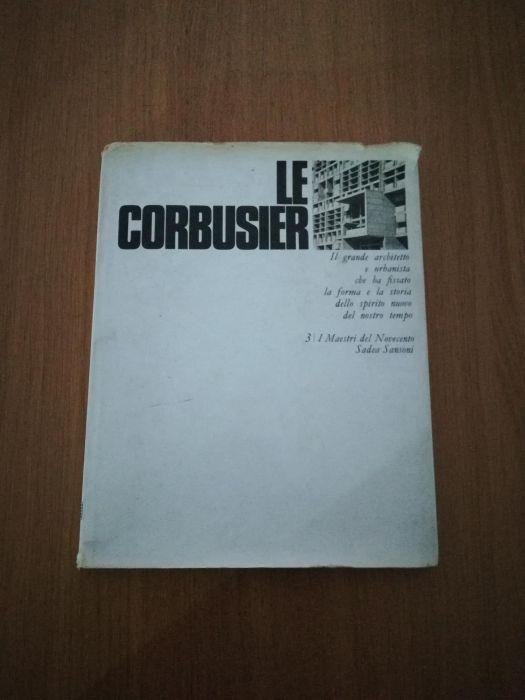 LE
CORBUSIER
Il grande architetto
e urbanista
che ha fissato
la forma e la storia
dello spirito nuovo
del nostro tempo
3 | I Maestri del Novecento
Sadea Sansoni